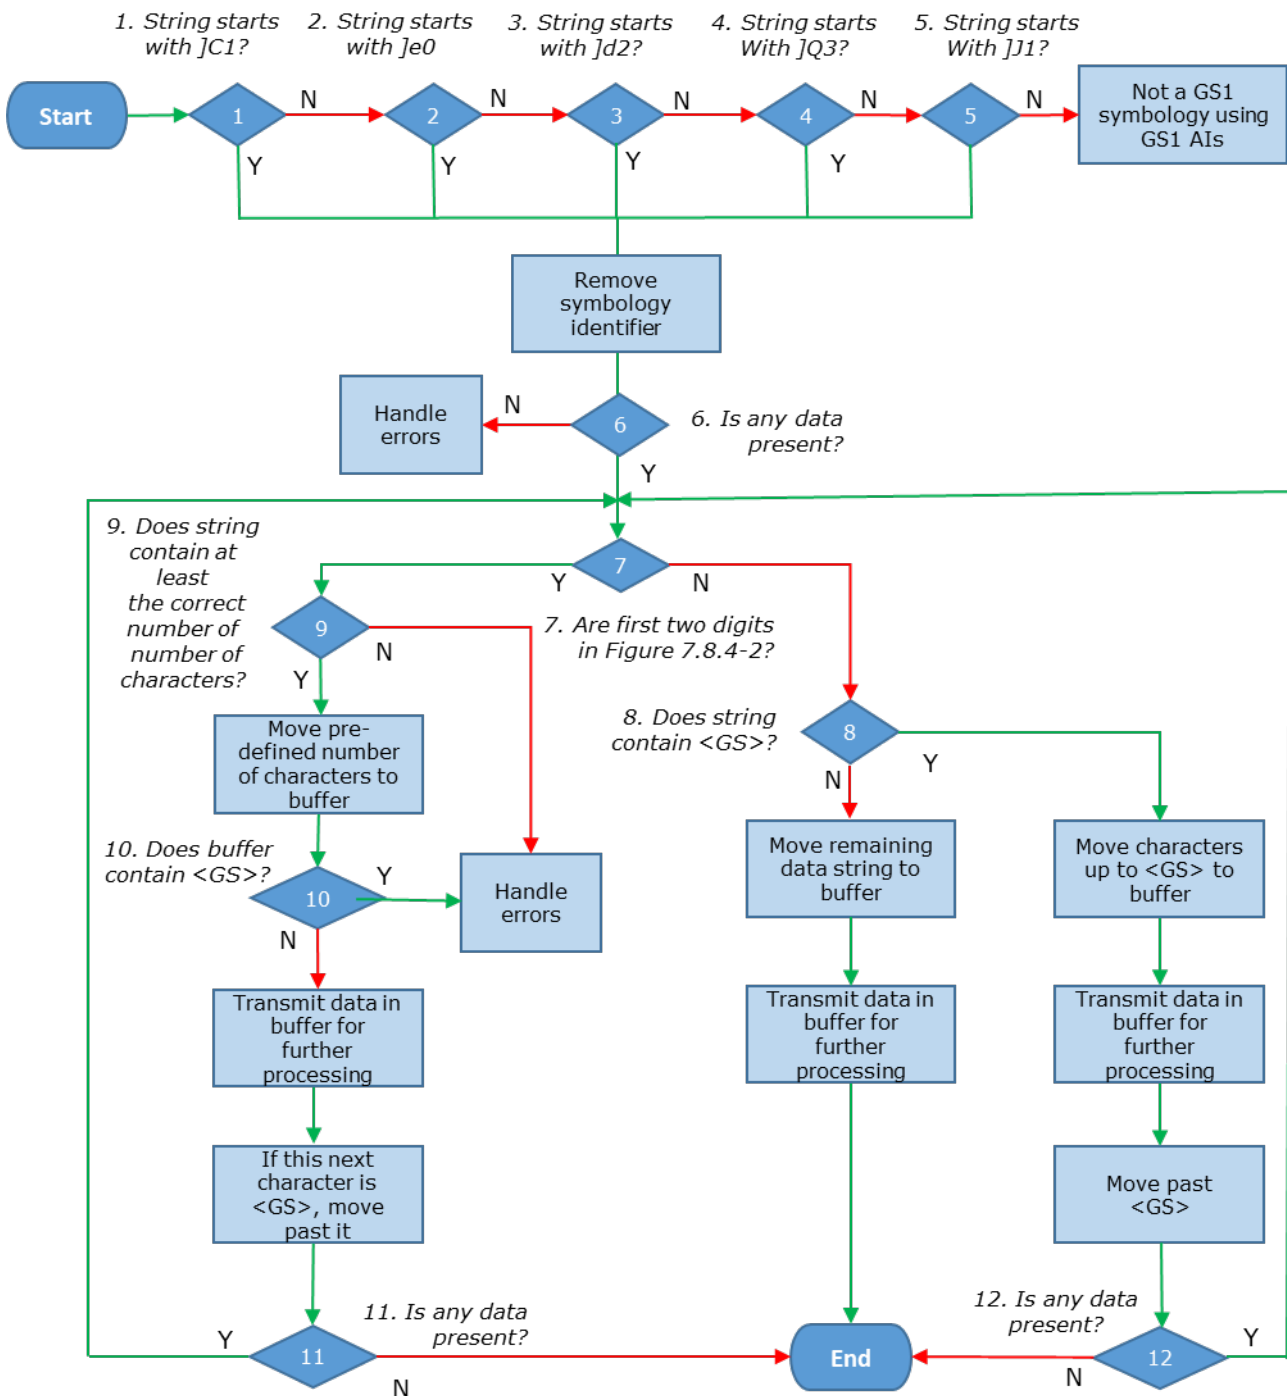 1. String starts
with ]C1?
2. String starts
with ]e0
3. String starts
with ]d2?
4. String starts
With ]Q3?
5. String starts
With ]J1?
Start
1
N
2
N
3
N
4
N
5
N
Not a GS1
symbology using
GS1 AIs
Y
Y
Y
Y
Y
Remove
symbology
identifier
Handle
errors
N
6
6. Is any data
present?
Y
9. Does string
contain at
least
the correct
number of
number of
characters?
7
Y
N
7. Are first two digits
in Figure 7.8.4-2?
9
N
Y
8. Does string
contain <GS>?
8
Y
N
Move pre-
defined number
of characters to
buffer
10. Does buffer
contain <GS>?
10
Y
N
Handle
errors
Move remaining
data string to
buffer
Move characters
up to <GS> to
buffer
Transmit data in
buffer for
further
processing
Transmit data in
buffer for
further
processing
Transmit data in
buffer for
further
processing
If this next
character is
<GS>, move
past it
Move past
<GS>
Y
11
11. Is any data
present?
N
End
12. Is any data
present?
12
N
Y